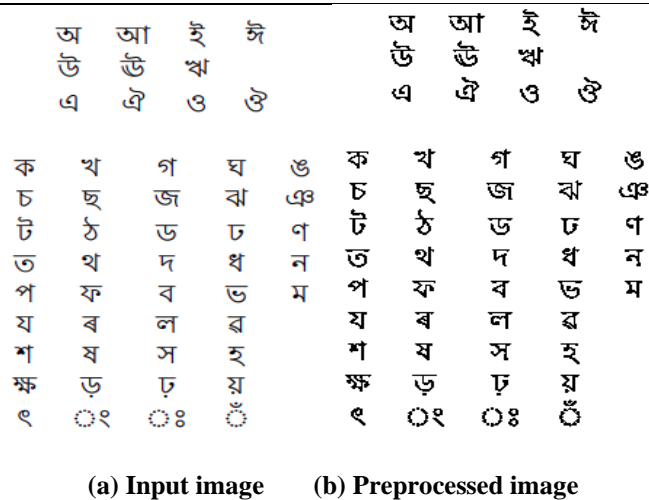 অ আ ই ঈ
উ ঊ ঋ
এ ঐ ও ঔ
ক খ গ ঘ ঙ
চ ছ জ ঝ ঞ
ট ঠ ড ঢ ণ
ত থ দ ধ ন
প ফ ব ভ ম
য ৰ ল ৱ
শ ষ স হ
ক্ষ ড় ঢ় য়
ৎ ং ঃ ঁ
অ আ ই ঈ
উ ঊ ঋ
এ ঐ ও ঔ
ক খ গ ঘ ঙ
চ ছ জ ঝ ঞ
ট ঠ ড ঢ ণ
ত থ দ ধ ন
প ফ ব ভ ম
য ৰ ল ৱ
শ ষ স হ
ক্ষ ড় ঢ় য়
ৎ ং ঃ ঁ
(a) Input image (b) Preprocessed image